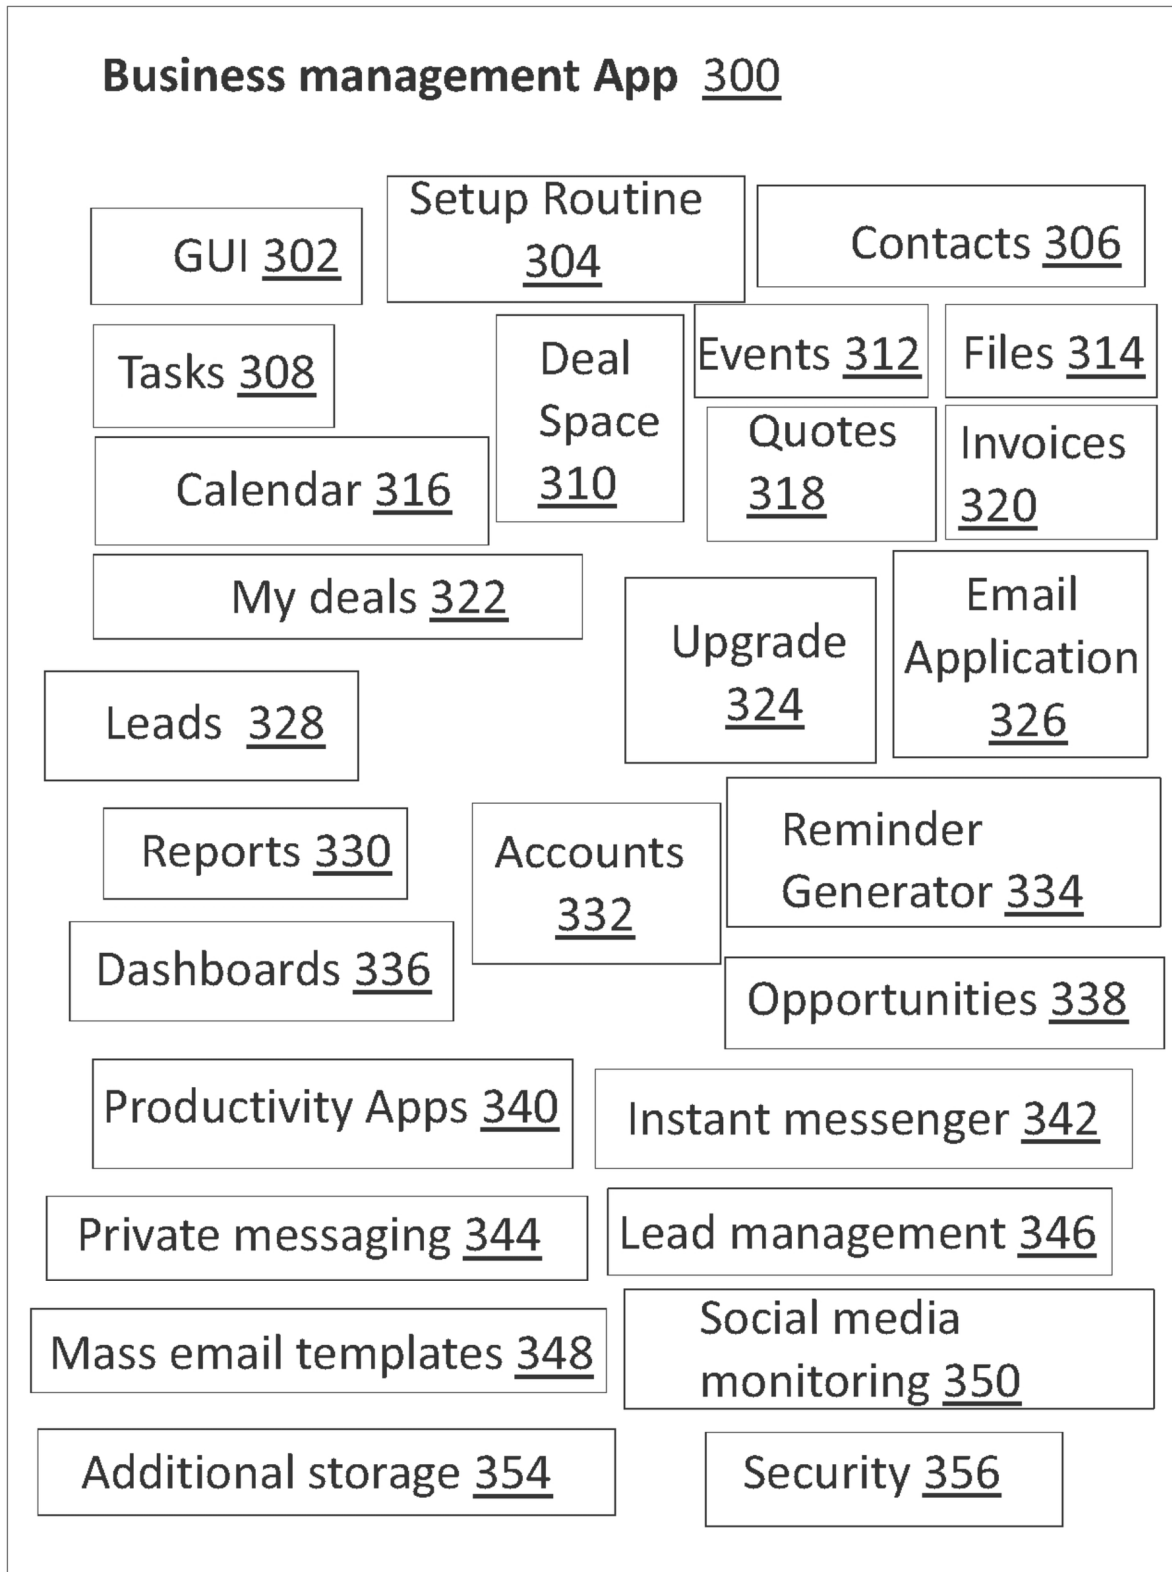 Business management App 300
Setup Routine
304
GUI 302
Contacts 306
Tasks 308
Deal
Space
310
Events 312
Files 314
Calendar 316
Quotes
318
Invoices
320
My deals 322
Upgrade
324
Email
Application
326
Leads 328
Reports 330
Accounts
332
Reminder
Generator 334
Dashboards 336
Opportunities 338
Productivity Apps 340
Instant messenger 342
Private messaging 344
Lead management 346
Mass email templates 348
Social media
monitoring 350
Additional storage 354
Security 356